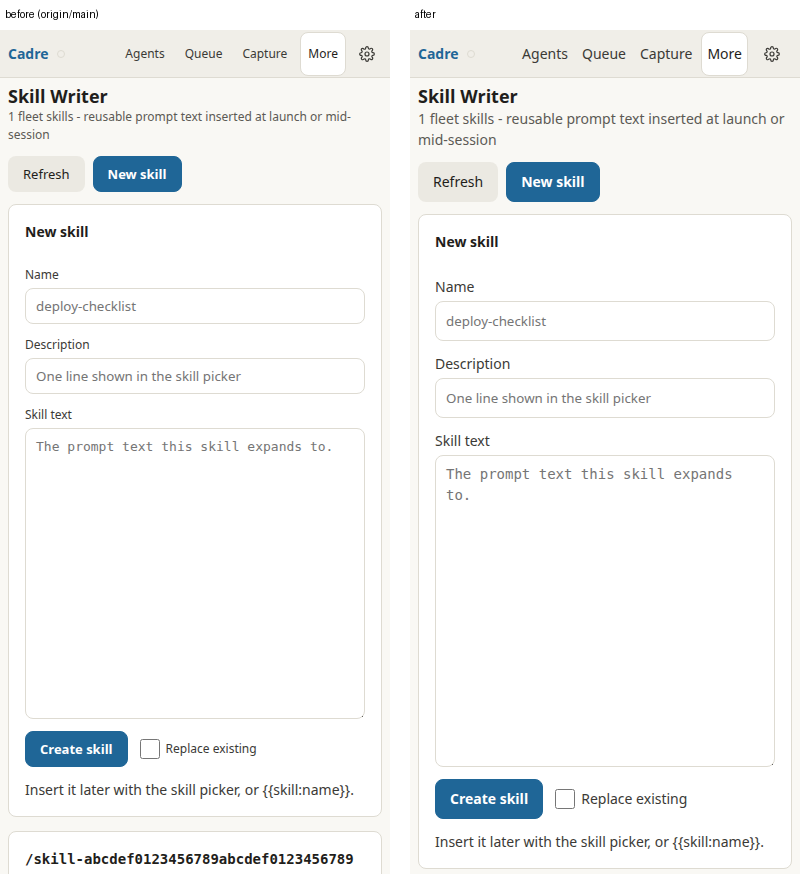 before (origin/main)
Cadre Agents Queue Capture More
Skill Writer
1 fleet skills - reusable prompt text inserted at launch or mid-
session
Refresh New skill
New skill
Name
deploy-checklist
Description
One line shown in the skill picker
Skill text
The prompt text this skill expands to.
Create skill Replace existing
Insert it later with the skill picker, or {{skill:name}}.
/skill-abcdef0123456789abcdef0123456789
after
Cadre Agents Queue Capture More
Skill Writer
1 fleet skills - reusable prompt text inserted at launch or
mid-session
Refresh New skill
New skill
Name
deploy-checklist
Description
One line shown in the skill picker
Skill text
The prompt text this skill expands
to.
Create skill Replace existing
Insert it later with the skill picker, or {{skill:name}}.